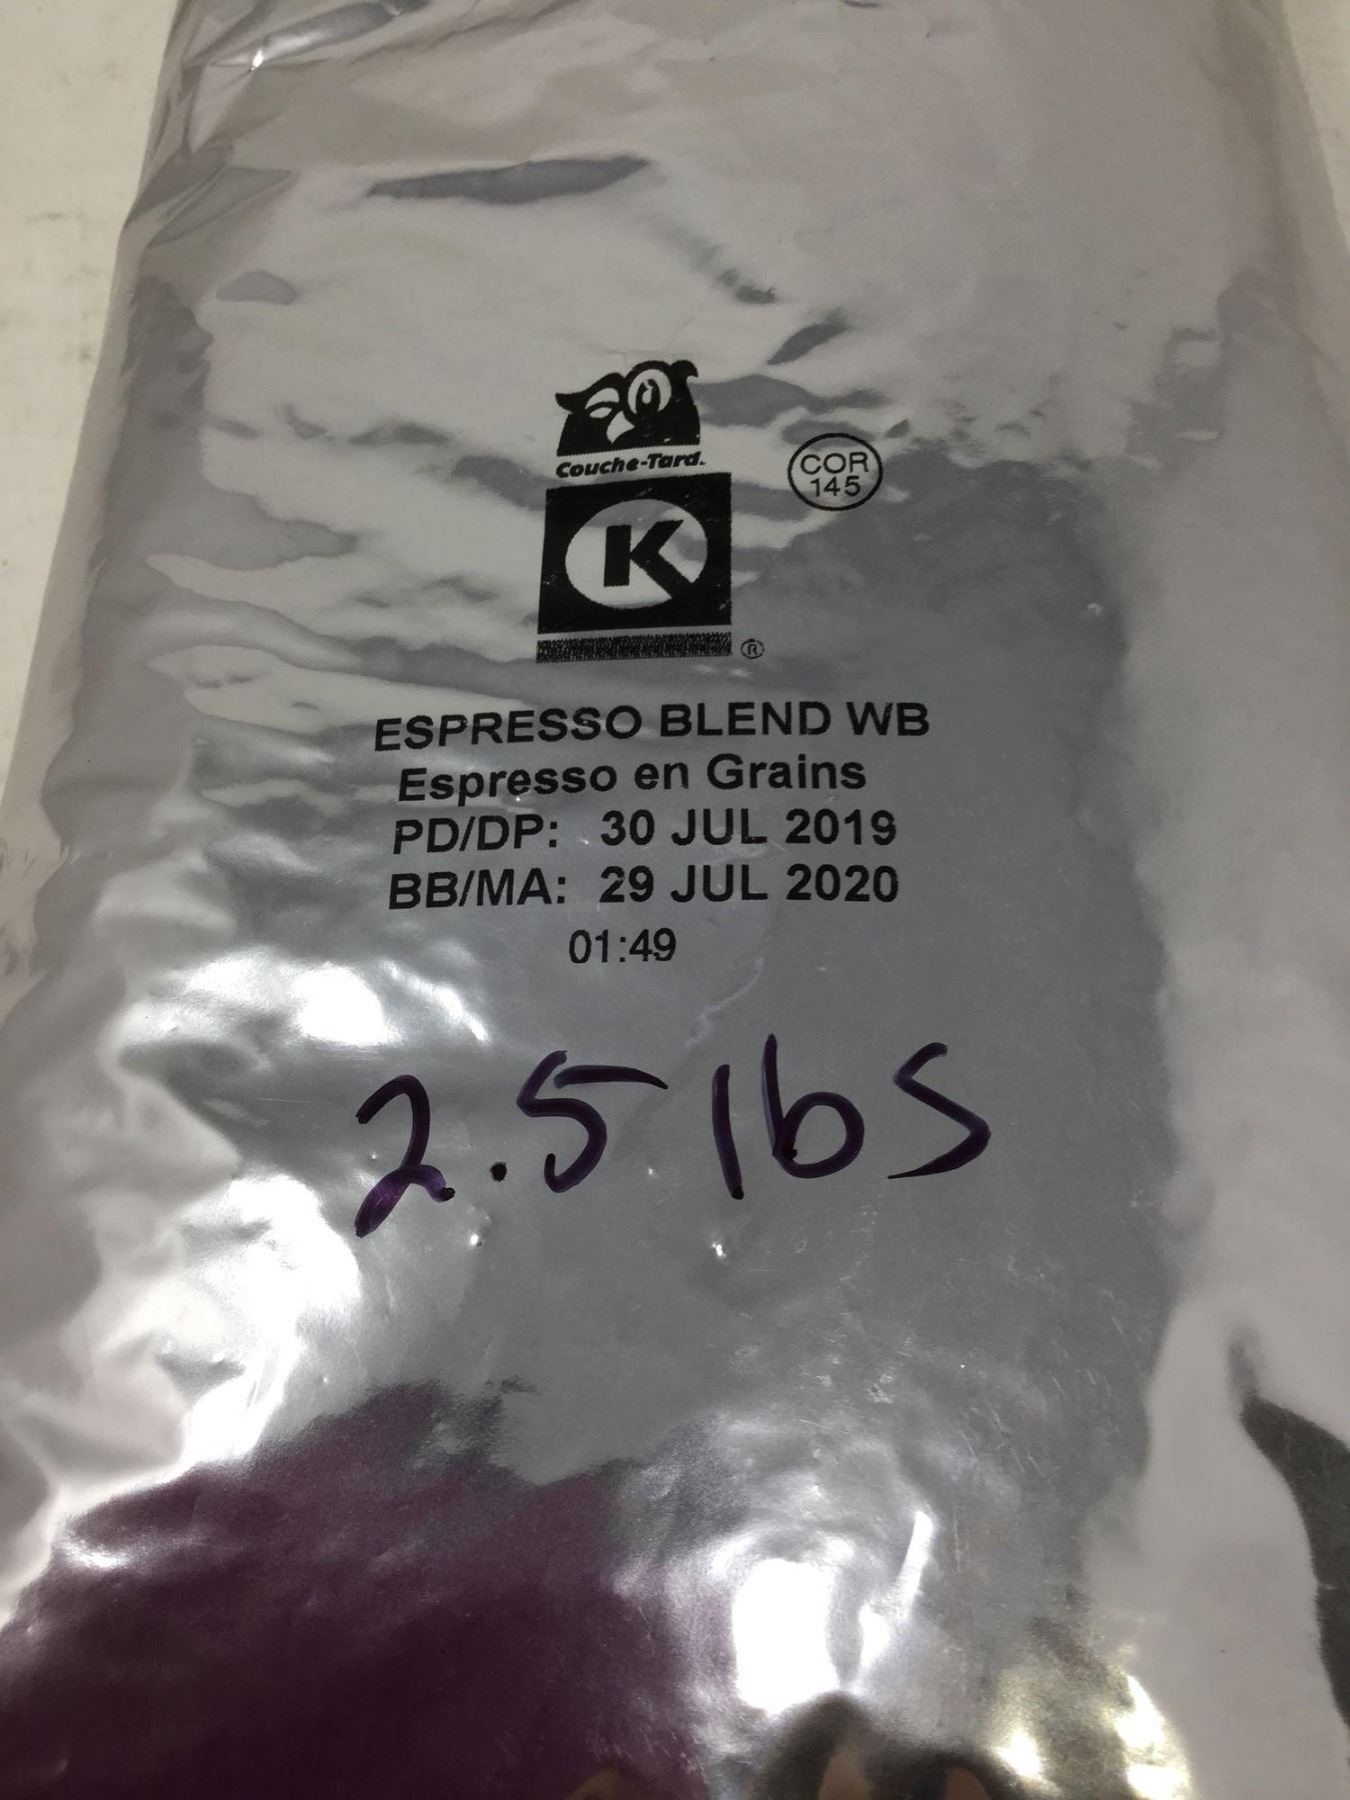 Couche-Tard.
COR
145
K
®
ESPRESSO BLEND WB
Espresso en Grains
PD/DP: 30 JUL 2019
BB/MA: 29 JUL 2020
01:49
2.5 lbs